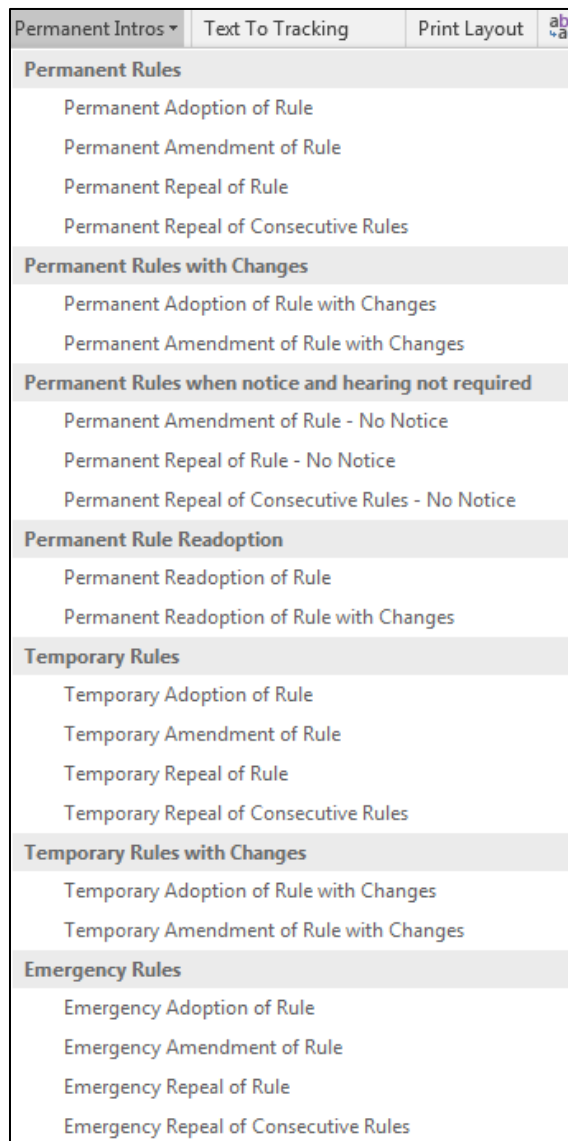 Permanent Intros Text To Tracking Print Layout ab
a
Permanent Rules
Permanent Adoption of Rule
Permanent Amendment of Rule
Permanent Repeal of Rule
Permanent Repeal of Consecutive Rules
Permanent Rules with Changes
Permanent Adoption of Rule with Changes
Permanent Amendment of Rule with Changes
Permanent Rules when notice and hearing not required
Permanent Amendment of Rule - No Notice
Permanent Repeal of Rule - No Notice
Permanent Repeal of Consecutive Rules - No Notice
Permanent Rule Readoption
Permanent Readoption of Rule
Permanent Readoption of Rule with Changes
Temporary Rules
Temporary Adoption of Rule
Temporary Amendment of Rule
Temporary Repeal of Rule
Temporary Repeal of Consecutive Rules
Temporary Rules with Changes
Temporary Adoption of Rule with Changes
Temporary Amendment of Rule with Changes
Emergency Rules
Emergency Adoption of Rule
Emergency Amendment of Rule
Emergency Repeal of Rule
Emergency Repeal of Consecutive Rules